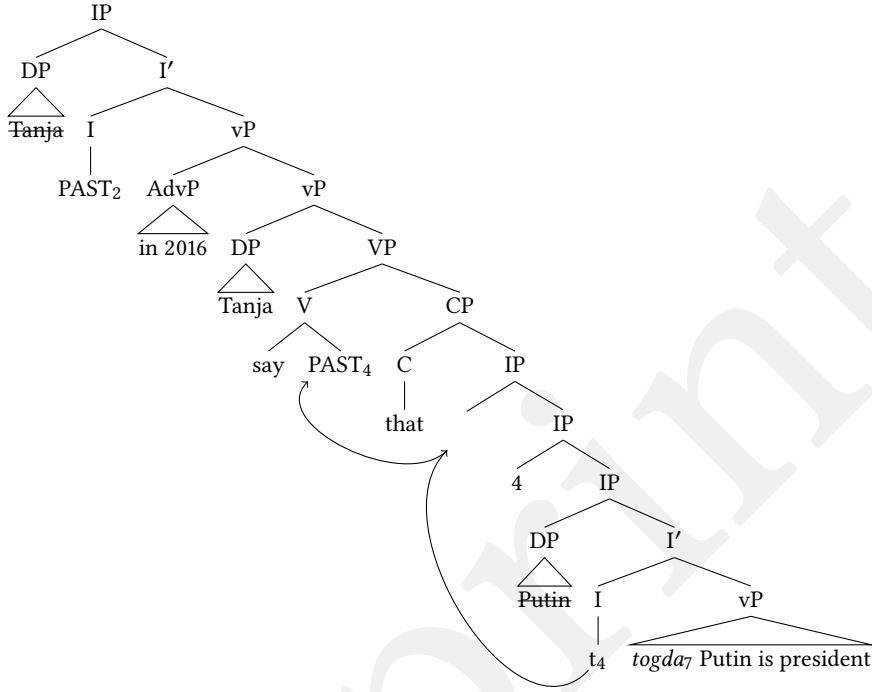 IP
DP I′
Tanja I vP
PAST2 AdvP vP
in 2016 DP VP
Tanja V CP
say PAST4 C IP
that IP
4 IP
DP I′
Putin I vP
t4 togda7 Putin is president
print